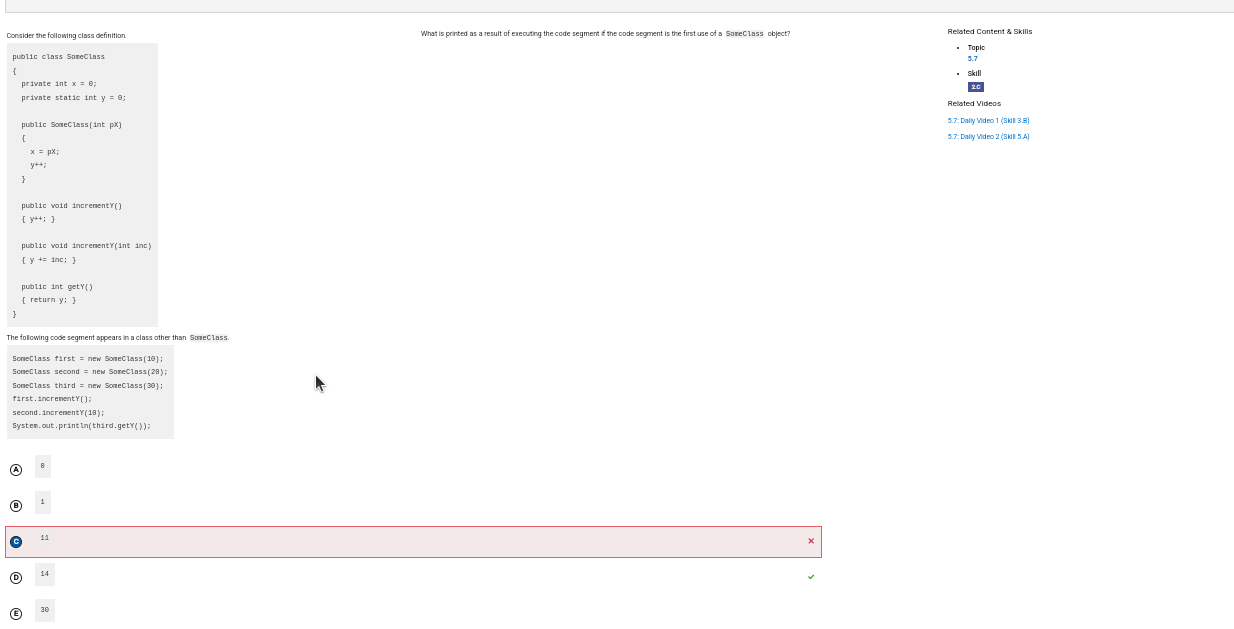 Consider the following class definition.
public class SomeClass
{
private int x = 0;
private static int y = 0;
public SomeClass(int pX)
{
x = pX;
y++;
}
public void incrementY()
{ y++; }
public void incrementY(int inc)
{ y += inc; }
public int getY()
{ return y; }
}
The following code segment appears in a class other than SomeClass.
SomeClass first = new SomeClass(10);
SomeClass second = new SomeClass(20);
SomeClass third = new SomeClass(30);
first.incrementY();
second.incrementY(10);
System.out.println(third.getY());
What is printed as a result of executing the code segment if the code segment is the first use of a SomeClass object?
A 0
B 1
C 11
D 14
E 30
Related Content & Skills
Topic
5.7
Skill
2.C
Related Videos
5.7: Daily Video 1 (Skill 3.B)
5.7: Daily Video 2 (Skill 5.A)